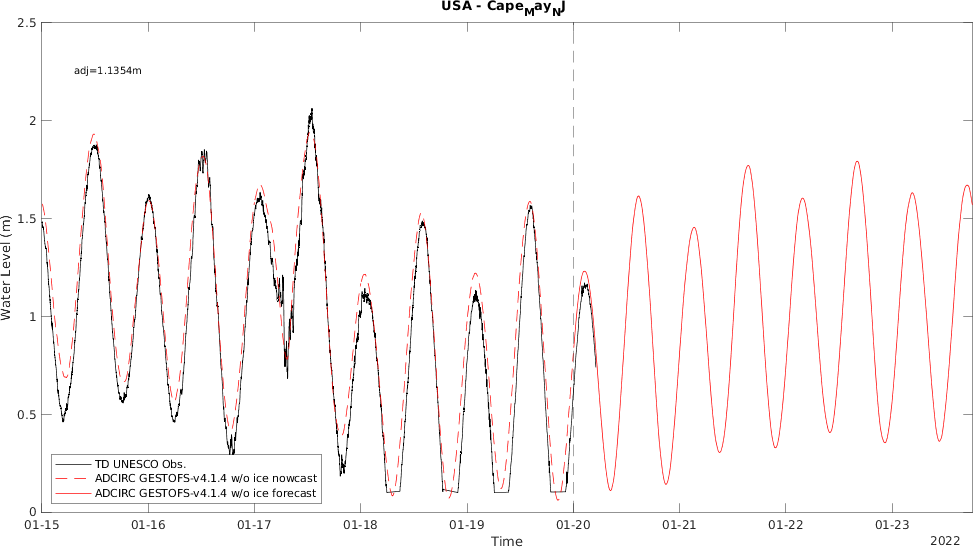 USA - Cape_May_NJ
2.5
adj=1.1354m
2
1.5
Water Level (m)
1
0.5
TD UNESCO Obs.
ADCIRC GESTOFS-v4.1.4 w/o ice nowcast
ADCIRC GESTOFS-v4.1.4 w/o ice forecast
0
01-15 01-16 01-17 01-18 01-19 01-20 01-21 01-22 01-23
Time
2022